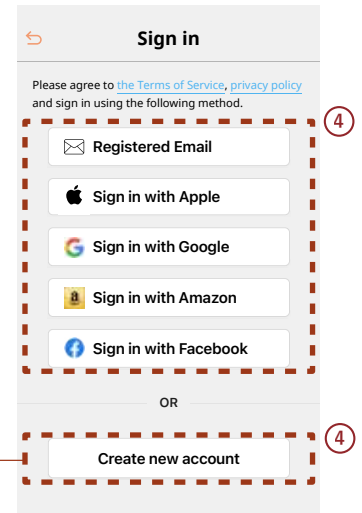 Sign in
Please agree to the Terms of Service, privacy policy
and sign in using the following method.
④
Registered Email
Sign in with Apple
Sign in with Google
Sign in with Amazon
Sign in with Facebook
OR
④
Create new account